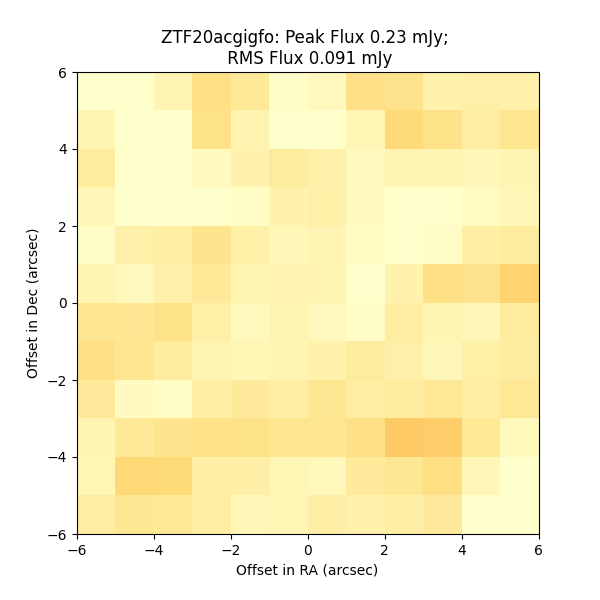 ZTF20acgigfo: Peak Flux 0.23 mJy;
RMS Flux 0.091 mJy
6
4
2
0
−2
−4
−6
Offset in Dec (arcsec)
−6 −4 −2 0 2 4 6
Offset in RA (arcsec)